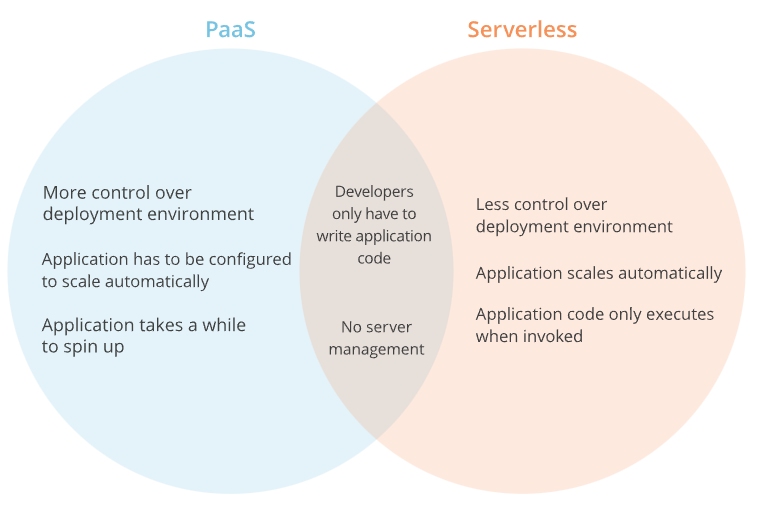 PaaS
Serverless
More control over
deployment environment
Application has to be configured
to scale automatically
Application takes a while
to spin up
Developers
only have to
write application
code
No server
management
Less control over
deployment environment
Application scales automatically
Application code only executes
when invoked